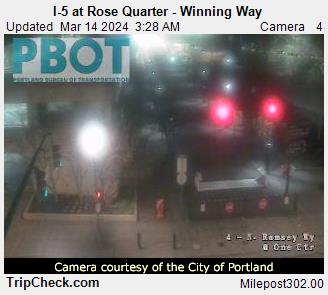 I-5 at Rose Quarter - Winning Way
Updated Mar 14 2024 3:28 AM Camera 4
PBOT
PORTLAND BUREAU OF TRANSPORTATION
4 - N. Ramsey Wy
@ One Ctr
Camera courtesy of the City of Portland
TripCheck.com Milepost302.00